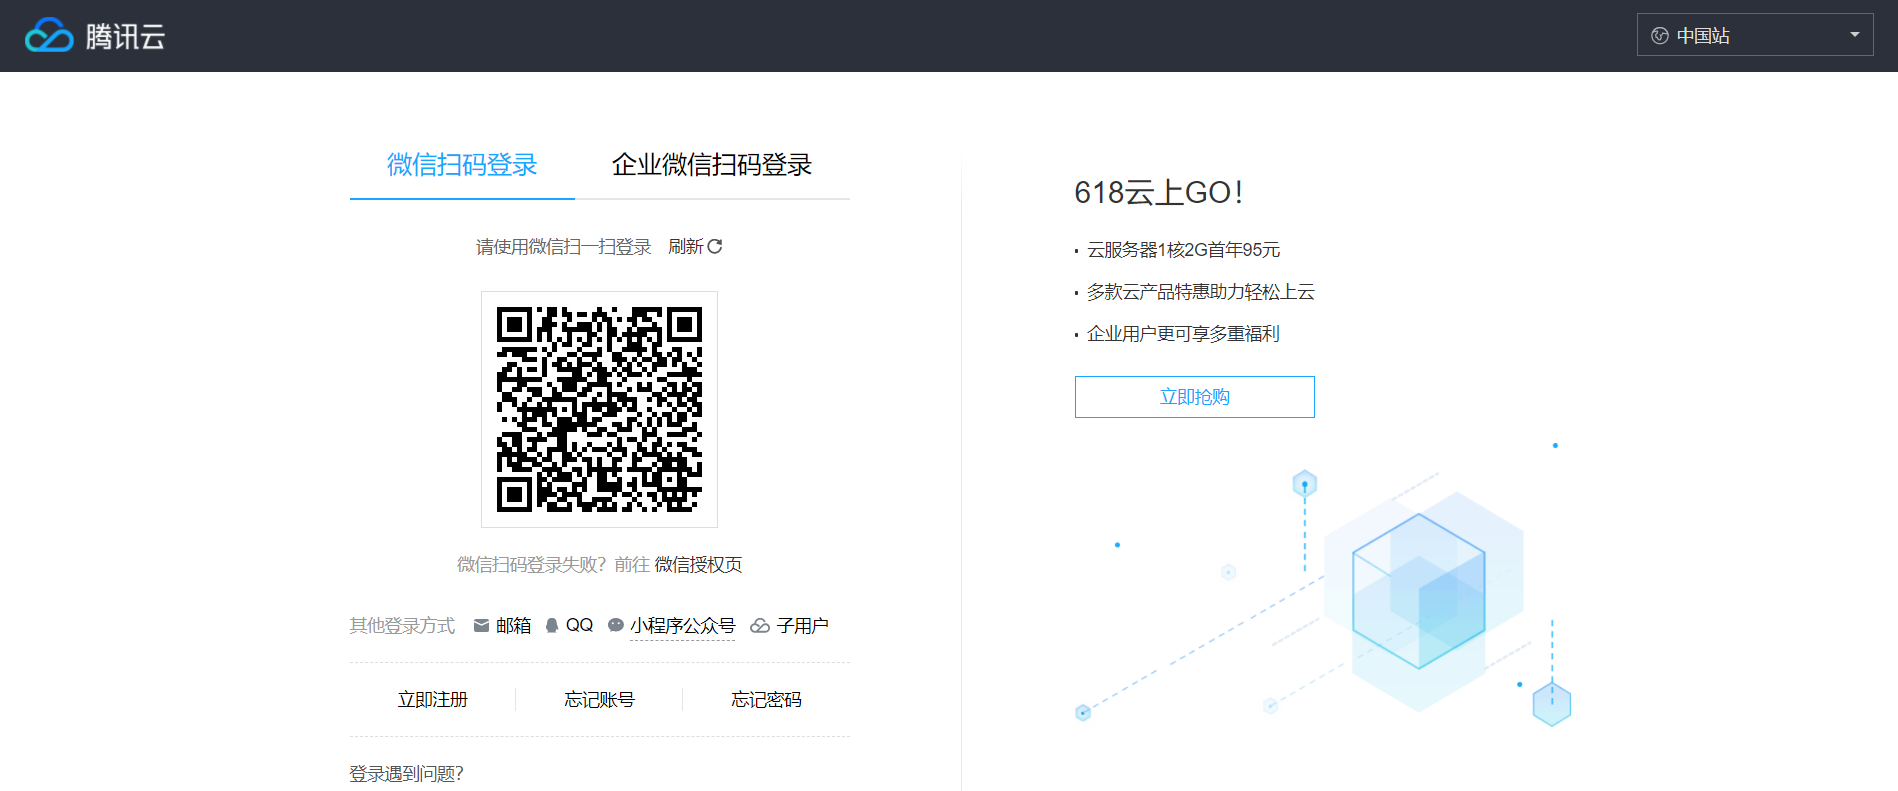 腾讯云
中国站
微信扫码登录 企业微信扫码登录
请使用微信扫一扫登录 刷新
微信扫码登录失败？前往 微信授权页
其他登录方式 邮箱 QQ 小程序公众号 子用户
立即注册 忘记账号 忘记密码
登录遇到问题？
618云上GO！
云服务器1核2G首年95元
多款云产品特惠助力轻松上云
企业用户更可享多重福利
立即抢购